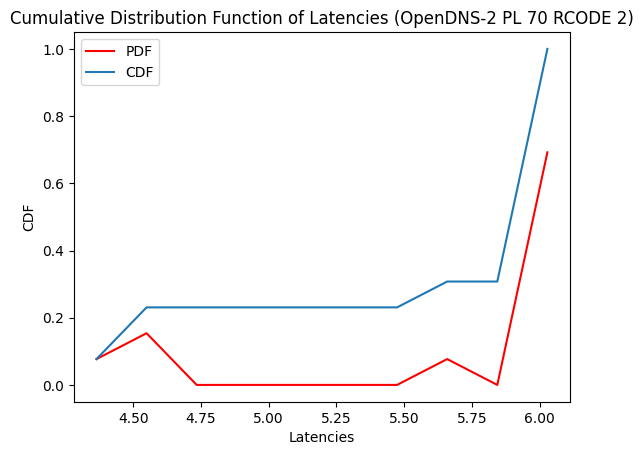 Cumulative Distribution Function of Latencies (OpenDNS-2 PL 70 RCODE 2)
PDF
CDF
1.0
0.8
0.6
0.4
0.2
0.0
CDF
4.50 4.75 5.00 5.25 5.50 5.75 6.00
Latencies